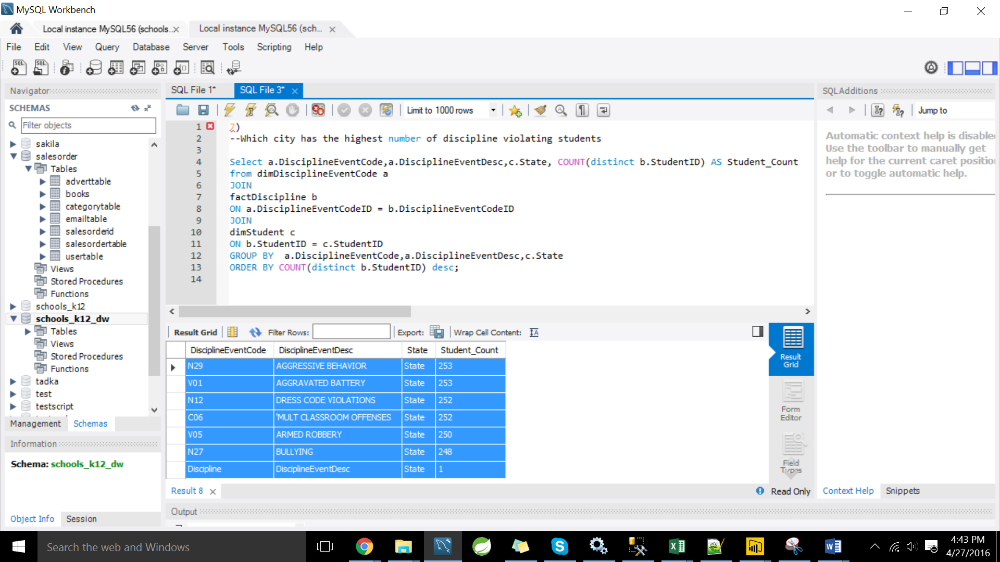 MySQL Workbench
Local instance MySQL56 (schools...
Local instance MySQL56 (sch...
File Edit View Query Database Server Tools Scripting Help
Navigator
SCHEMAS
Filter objects
sakila
salesorder
Tables
adverttable
books
categorytable
emailtable
salesorderid
salesordertable
usertable
Views
Stored Procedures
Functions
schools_k12
schools_k12_dw
Tables
Views
Stored Procedures
Functions
tadka
test
testscript
Management Schemas
Information
Schema: schools_k12_dw
Object Info Session
SQL File 1* SQL File 3*
Limit to 1000 rows
1 7)
2 --Which city has the highest number of discipline violating students
3
4 Select a.DisciplineEventCode,a.DisciplineEventDesc,c.State, COUNT(distinct b.StudentID) AS Student_Count
5 from dimDisciplineEventCode a
6 JOIN
7 factDiscipline b
8 ON a.DisciplineEventCodeID = b.DisciplineEventCodeID
9 JOIN
10 dimStudent c
11 ON b.StudentID = c.StudentID
12 GROUP BY  a.DisciplineEventCode,a.DisciplineEventDesc,c.State
13 ORDER BY COUNT(distinct b.StudentID) desc;
14
Result Grid Filter Rows: Export: Wrap Cell Content:
DisciplineEventCode DisciplineEventDesc State Student_Count
N29 AGGRESSIVE BEHAVIOR State 253
V01 AGGRAVATED BATTERY State 253
N12 DRESS CODE VIOLATIONS State 252
C06 'MULT CLASSROOM OFFENSES State 252
V05 ARMED ROBBERY State 250
N27 BULLYING State 248
Discipline DisciplineEventDesc State 1
Result Grid
Form Editor
Field Types
Result 8
Read Only
Output
SQLAdditions
Jump to
Automatic context help is disable
Use the toolbar to manually get
help for the current caret position
or to toggle automatic help.
Context Help Snippets
Search the web and Windows
4:43 PM
4/27/2016